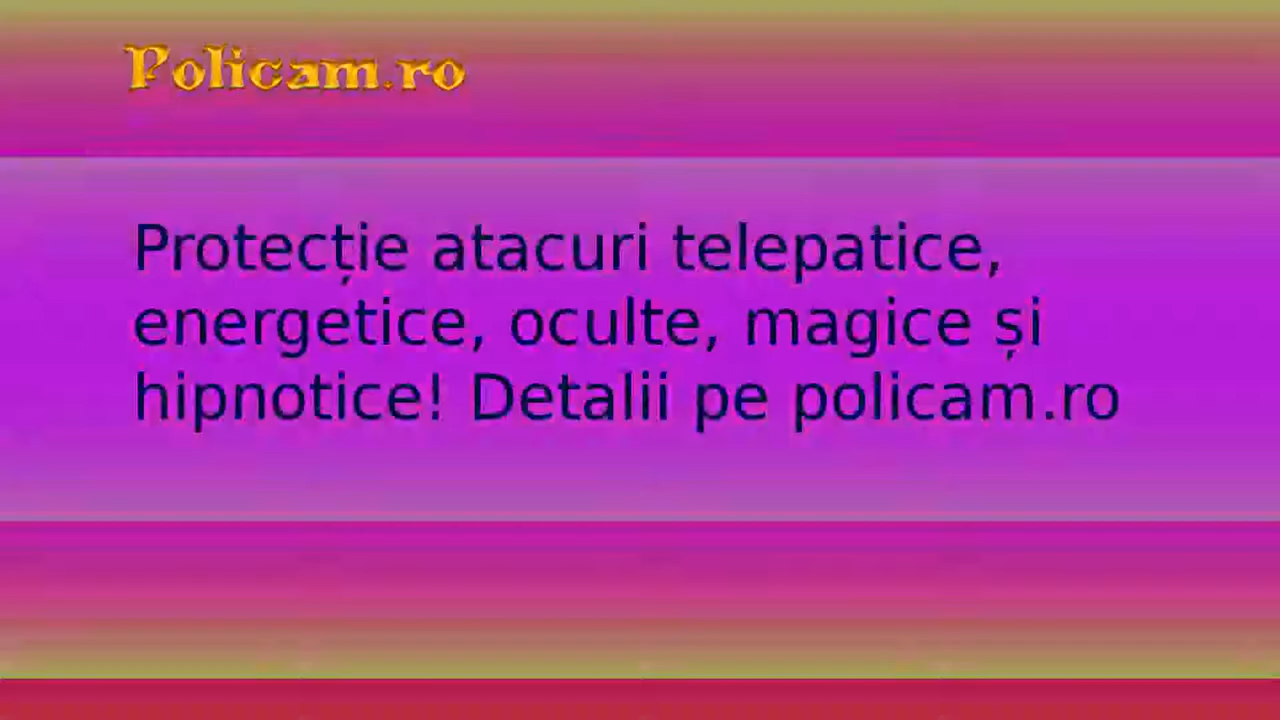 Policam.ro
Protecție atacuri telepatice,
energetice, oculte, magice și
hipnotice! Detalii pe policam.ro